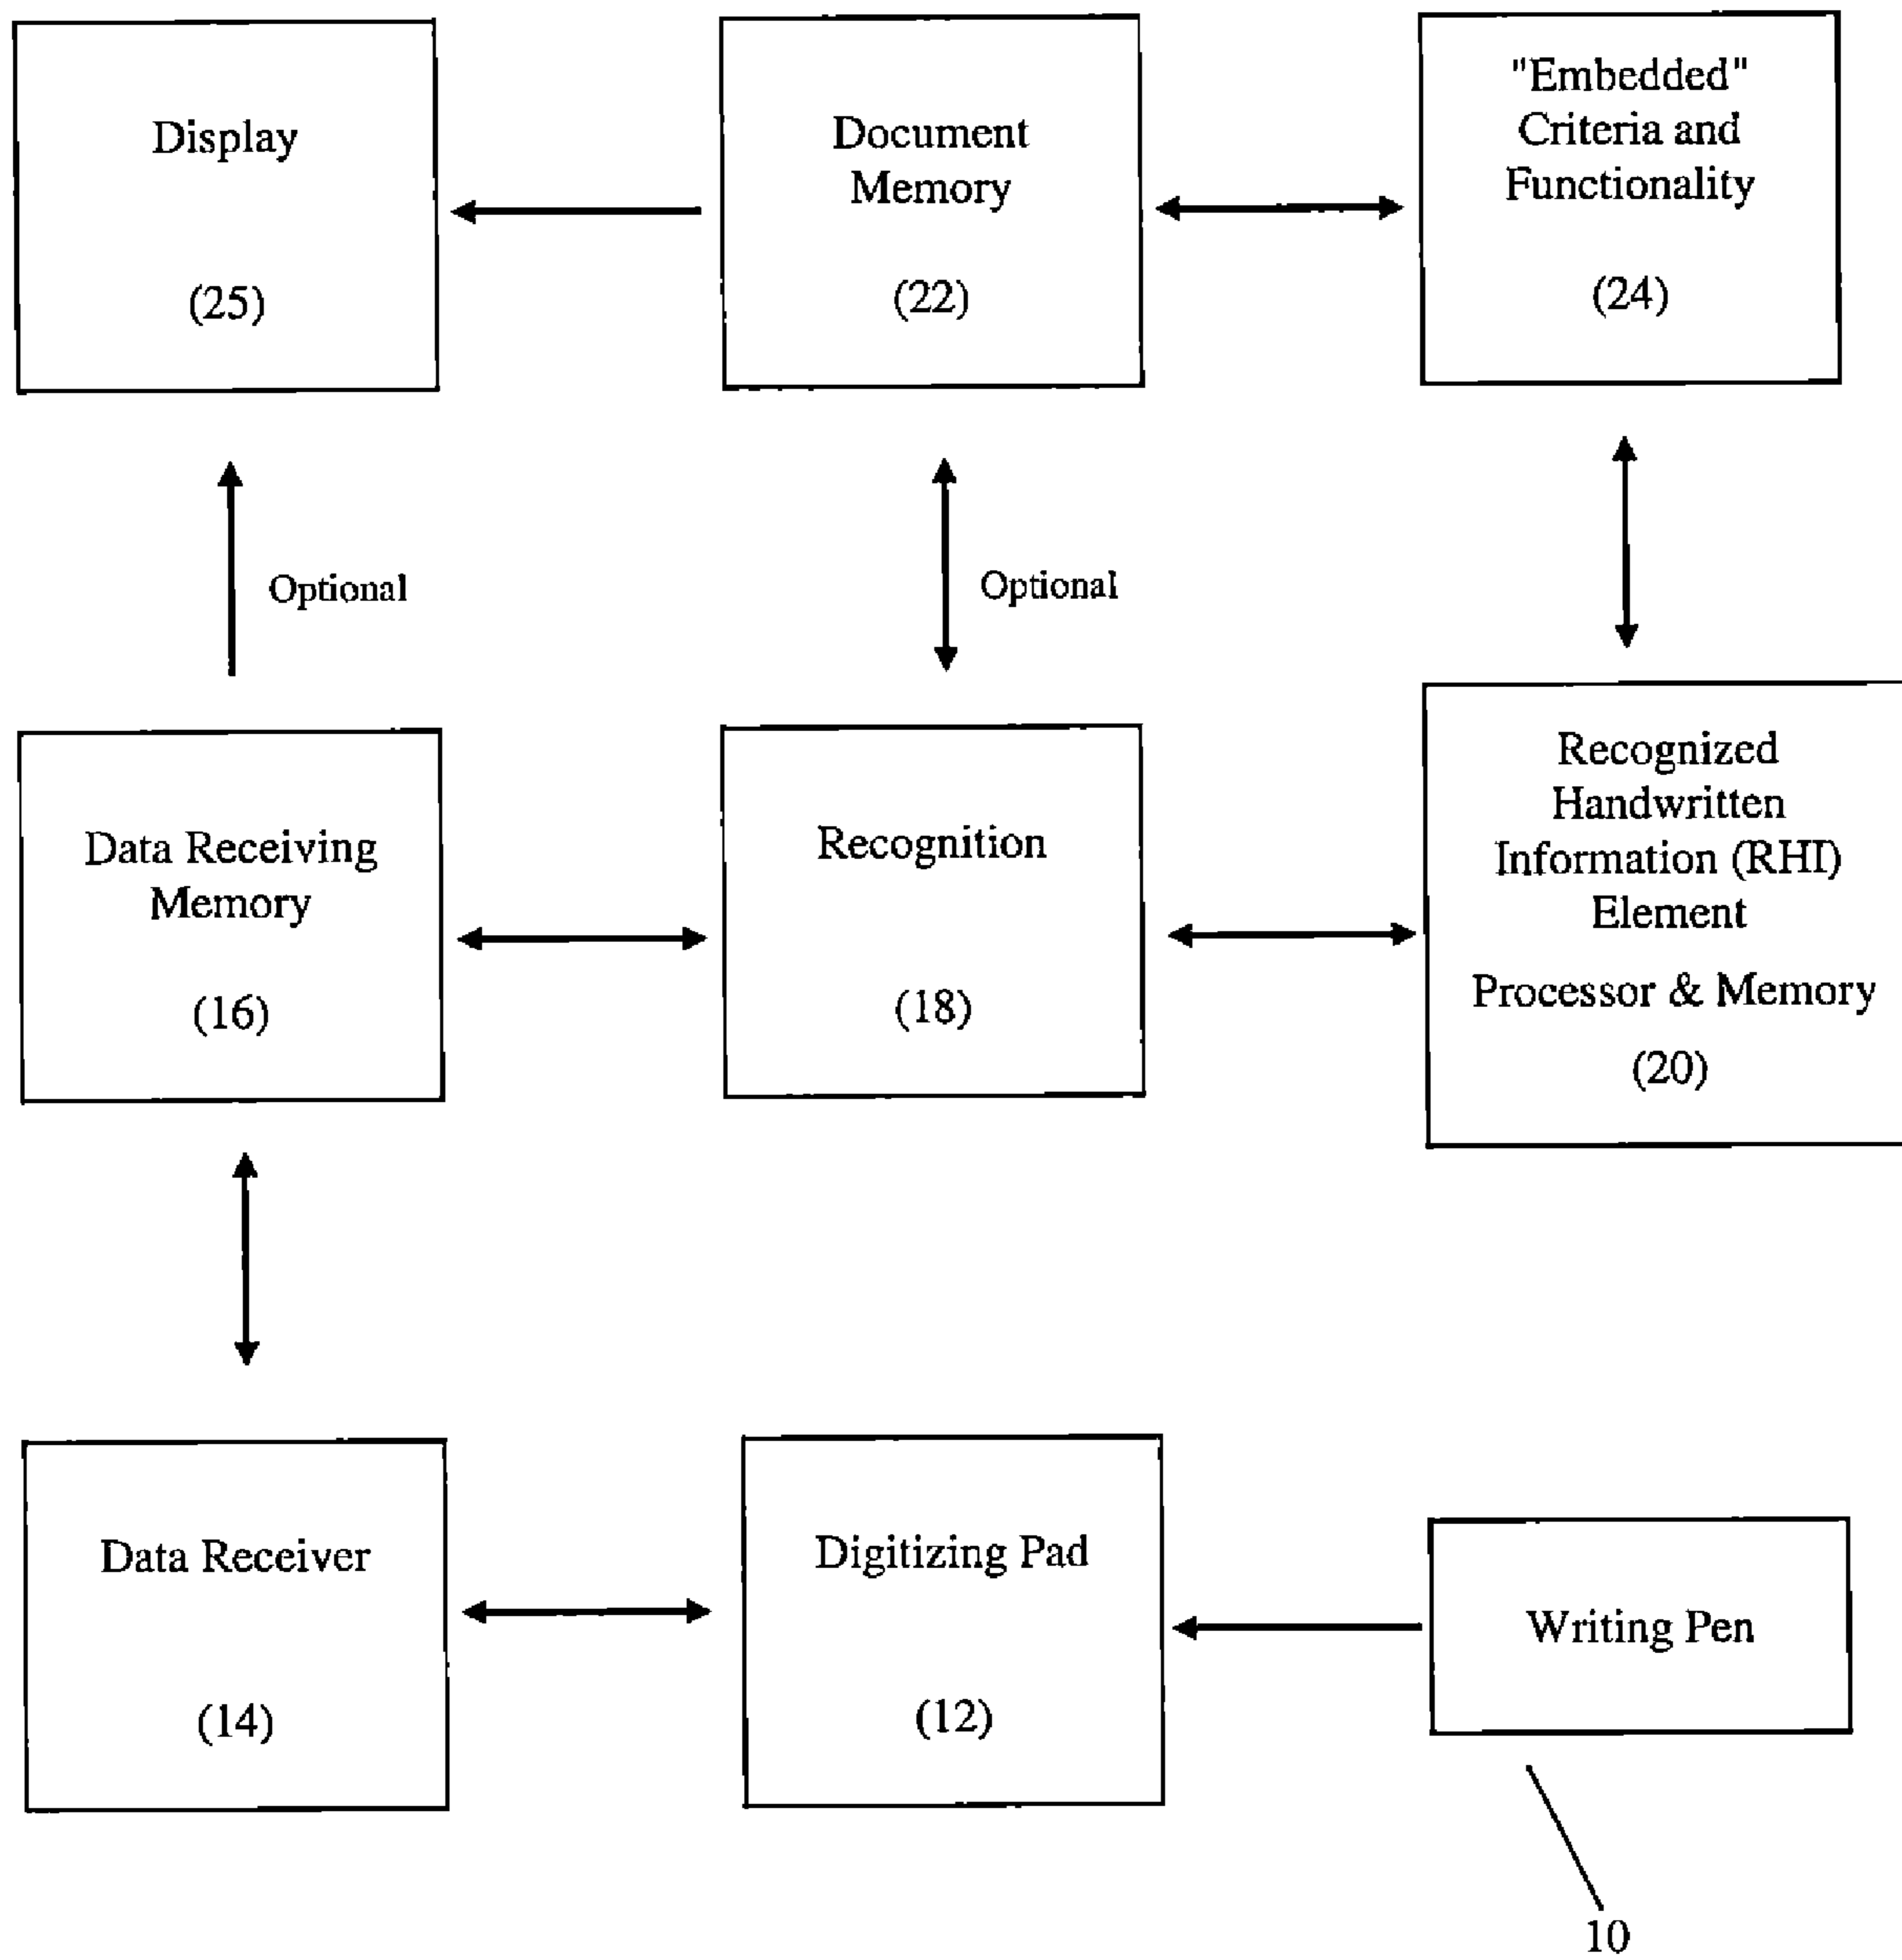 Display
(25)
Document
Memory
(22)
"Embedded"
Criteria and
Functionality
(24)
Optional
Optional
Data Receiving
Memory
(16)
Recognition
(18)
Recognized
Handwritten
Information (RHI)
Element
Processor & Memory
(20)
Data Receiver
(14)
Digitizing Pad
(12)
Writing Pen
10